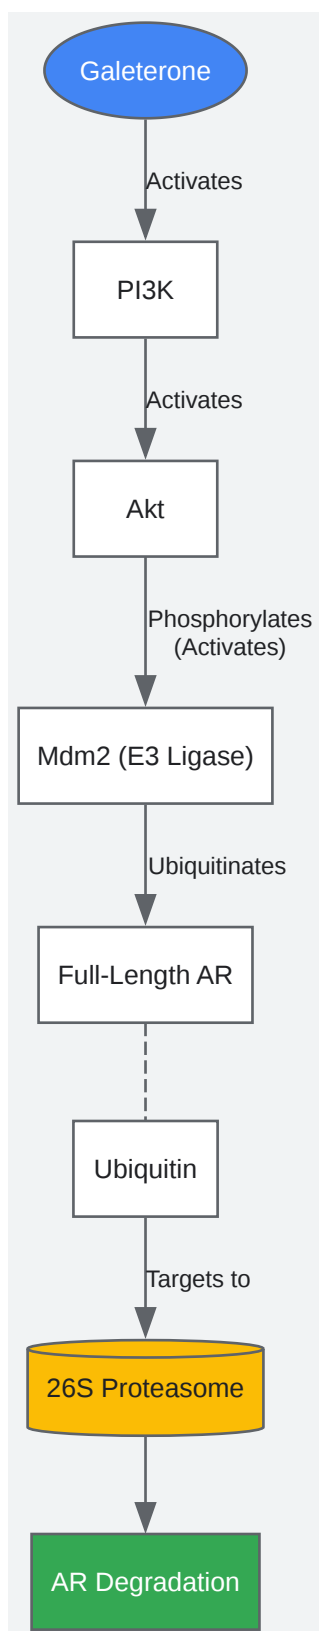 Galeterone
Activates
PI3K
Activates
Akt
Phosphorylates
(Activates)
Mdm2 (E3 Ligase)
Ubiquitinates
Full-Length AR
Ubiquitin
Targets to
26S Proteasome
AR Degradation